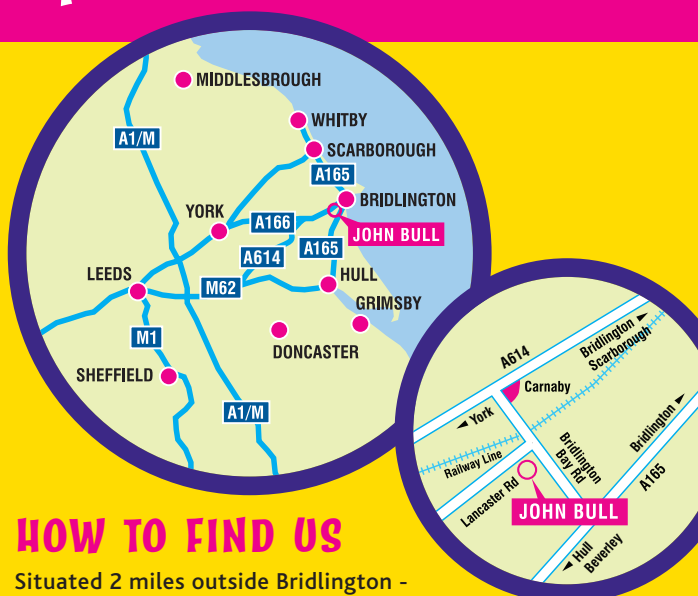 MIDDLESBROUGH
WHITBY
A1/M
SCARBOROUGH
A165
BRIDLINGTON
YORK
A166
JOHN BULL
A614
A165
LEEDS
M62
HULL
GRIMSBY
M1
DONCASTER
SHEFFIELD
A1/M
A614
Bridlington
Scarborough
Carnaby
York
Bridlington
Railway Line
Bridlington
Bay Rd
A165
Lancaster Rd
JOHN BULL
Hull
Beverley
HOW TO FIND US
Situated 2 miles outside Bridlington -